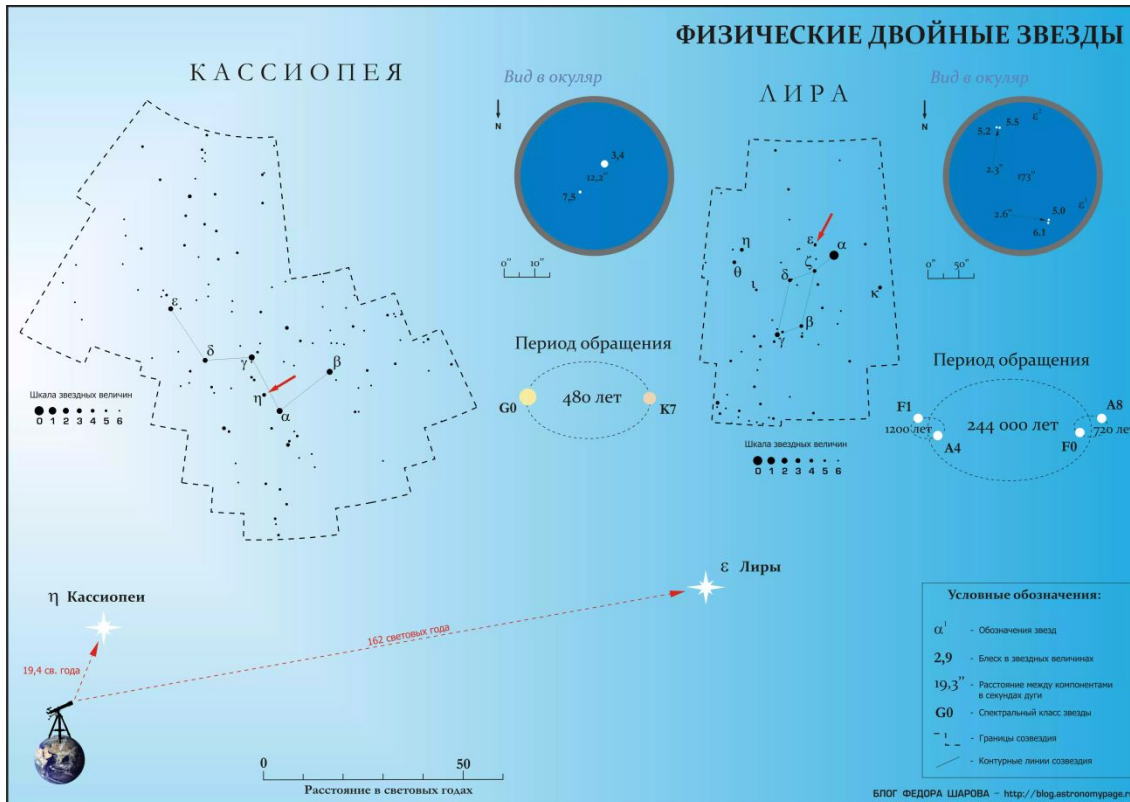 ФИЗИЧЕСКИЕ ДВОЙНЫЕ ЗВЕЗДЫ
КАССИОПЕЯ
Вид в окуляр
N
3,4
12,2"
7,5
0" 10"
ε
δ
γ
η
α
β
Шкала звездных величин
0 1 2 3 4 5 6
Период обращения
G0
480 лет
K7
ЛИРА
Вид в окуляр
N
5.2
5.5
ε¹
2.3"
173"
2.6"
5.0
6.1
ε¹
0" 50"
η
θ
ι
ε
α
ζ
δ
κ
β
γ
Шкала звездных величин
0 1 2 3 4 5 6
Период обращения
F1
A8
1200 лет
244 000 лет
720 лет
A4
F0
η Кассиопеи
19,4 св. года
162 световых года
ε Лиры
0 50
Расстояние в световых годах
Условные обозначения:
α¹ - Обозначения звезд
2,9 - Блеск в звездных величинах
19,3" - Расстояние между компонентами
в секундах дуги
G0 - Спектральный класс звезды
- Границы созвездия
- Контурные линии созвездия
БЛОГ ФЕДОРА ШАРОВА – http://blog.astronomypage.r